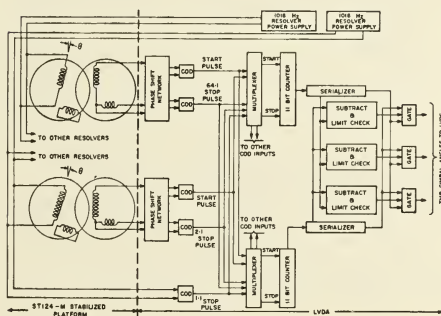 1016 Hz
RESOLVER
POWER SUPPLY
1016 Hz
RESOLVER
POWER SUPPLY
θ
PHASE SHIFT
NETWORK
COD
START
PULSE
64:1
STOP
PULSE
COD
MULTIPLEXER
START
STOP
11 BIT COUNTER
TO OTHER RESOLVERS
TO OTHER RESOLVERS
TO OTHER
COD INPUTS
SERIALIZER
SUBTRACT
&
LIMIT CHECK
GATE
SUBTRACT
&
LIMIT CHECK
GATE
SUBTRACT
&
LIMIT CHECK
GATE
SERIALIZER
θ
PHASE SHIFT
NETWORK
COD
START
PULSE
COD
2:1
STOP
PULSE
TO OTHER
COD INPUTS
MULTIPLEXER
START
STOP
11 BIT COUNTER
COD
1:1
STOP
PULSE
ST124-M STABILIZED
PLATFORM
LVDA